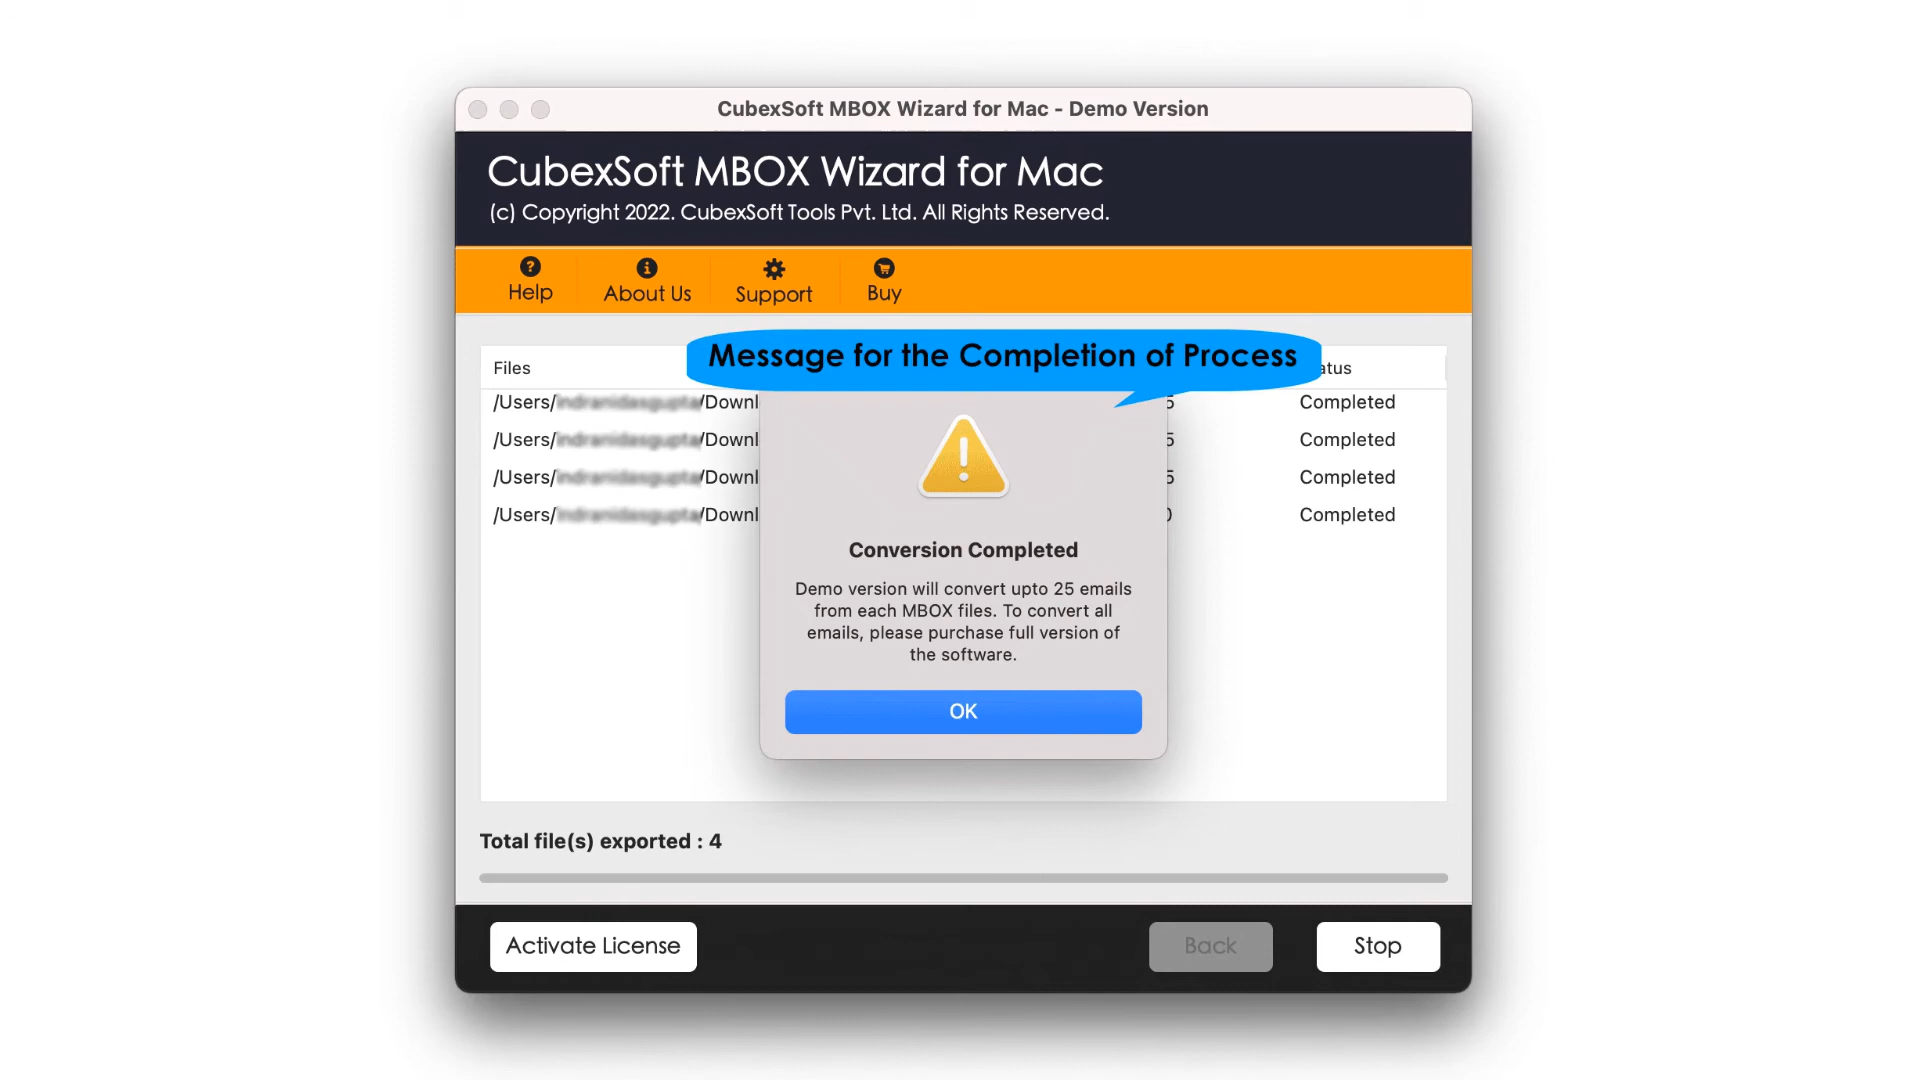 CubexSoft MBOX Wizard for Mac - Demo Version
CubexSoft MBOX Wizard for Mac
(c) Copyright 2022. CubexSoft Tools Pvt. Ltd. All Rights Reserved.
Help About Us Support Buy
Message for the Completion of Process
Files
/Users/ /Downl Completed
/Users/ /Downl Completed
/Users/ /Downl Completed
/Users/ /Downl Completed
Conversion Completed
Demo version will convert upto 25 emails
from each MBOX files. To convert all
emails, please purchase full version of
the software.
OK
Total file(s) exported : 4
Activate License Back Stop